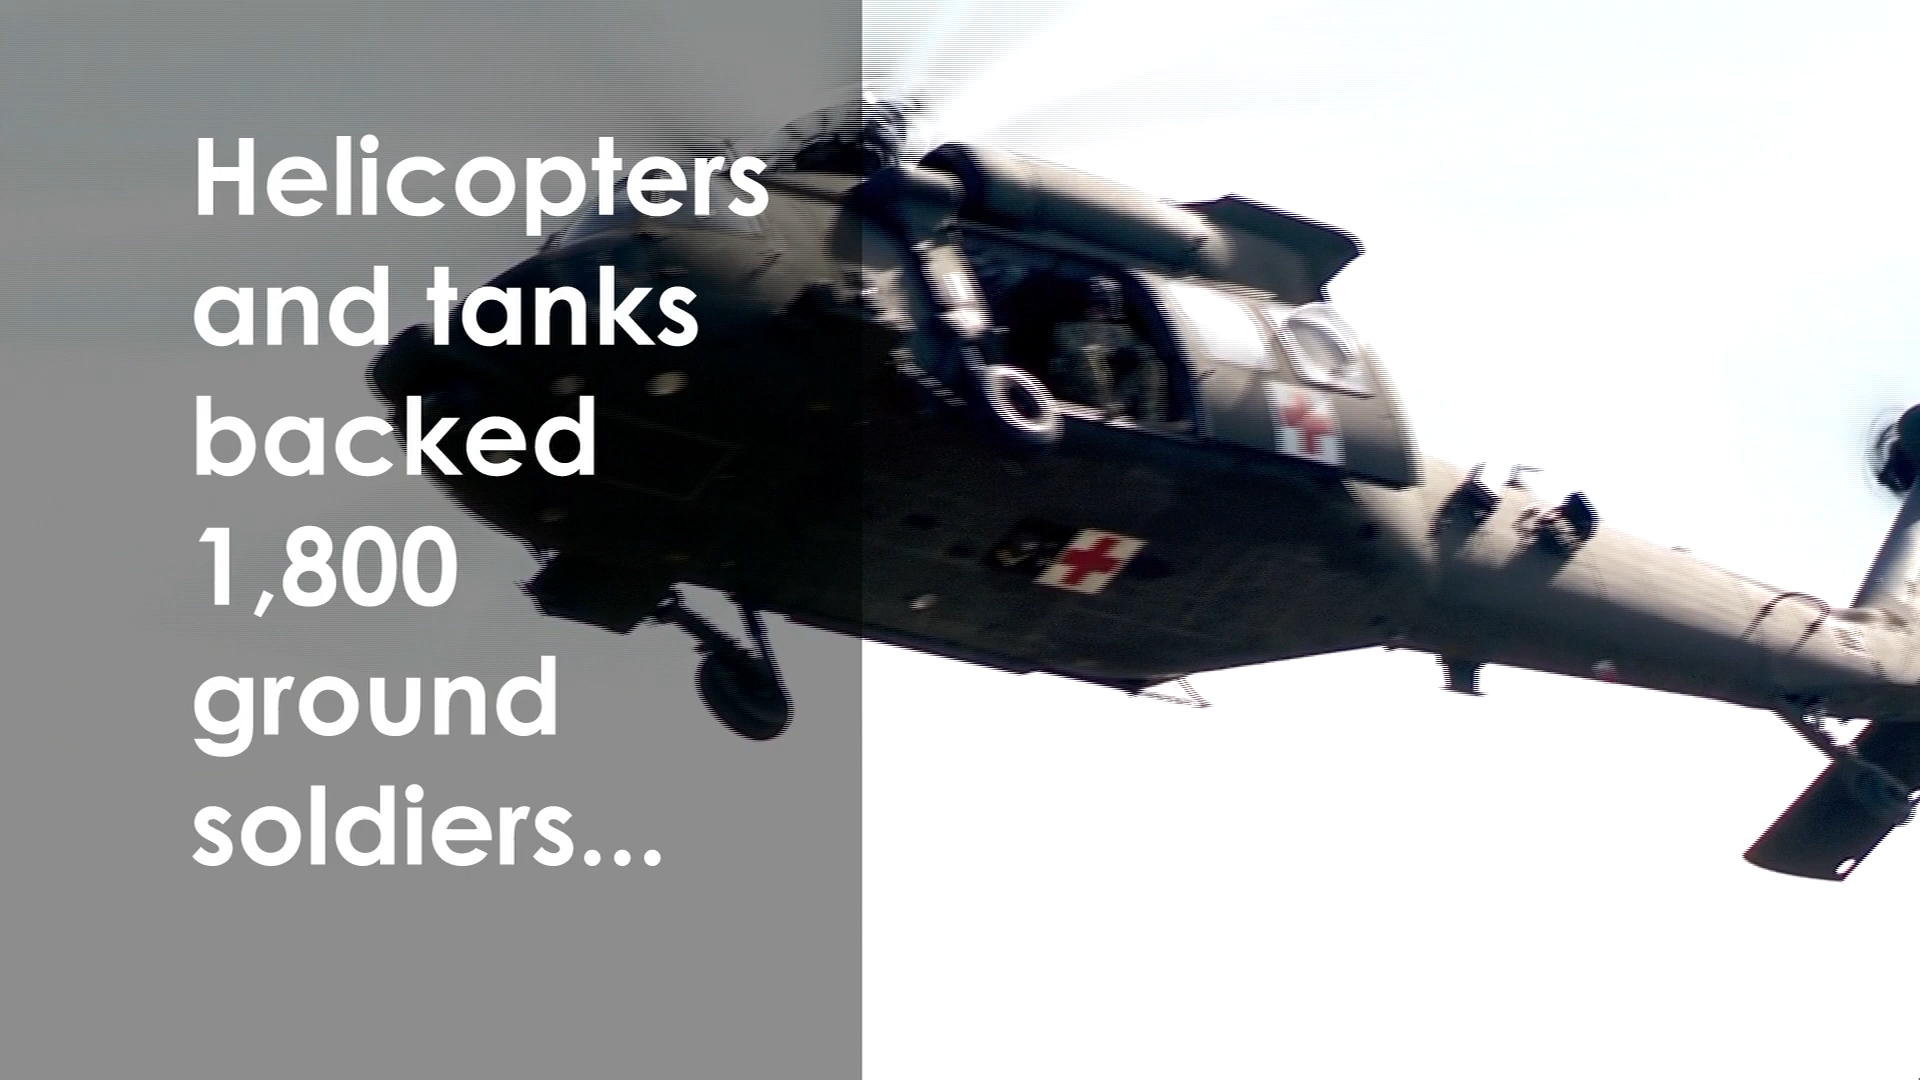 Helicopters
and tanks
backed
1,800
ground
soldiers...